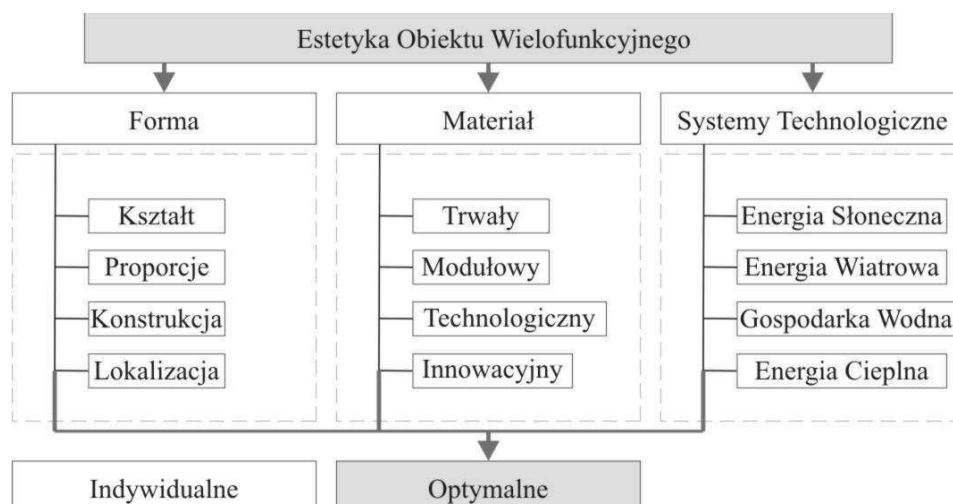 Estetyka Obiektu Wielofunkcyjnego
Forma
Materiał
Systemy Technologiczne
Kształt
Proporcje
Konstrukcja
Lokalizacja
Trwały
Modułowy
Technologiczny
Innowacyjny
Energia Słoneczna
Energia Wiatrowa
Gospodarka Wodna
Energia Cieplna
Indywidualne
Optymalne